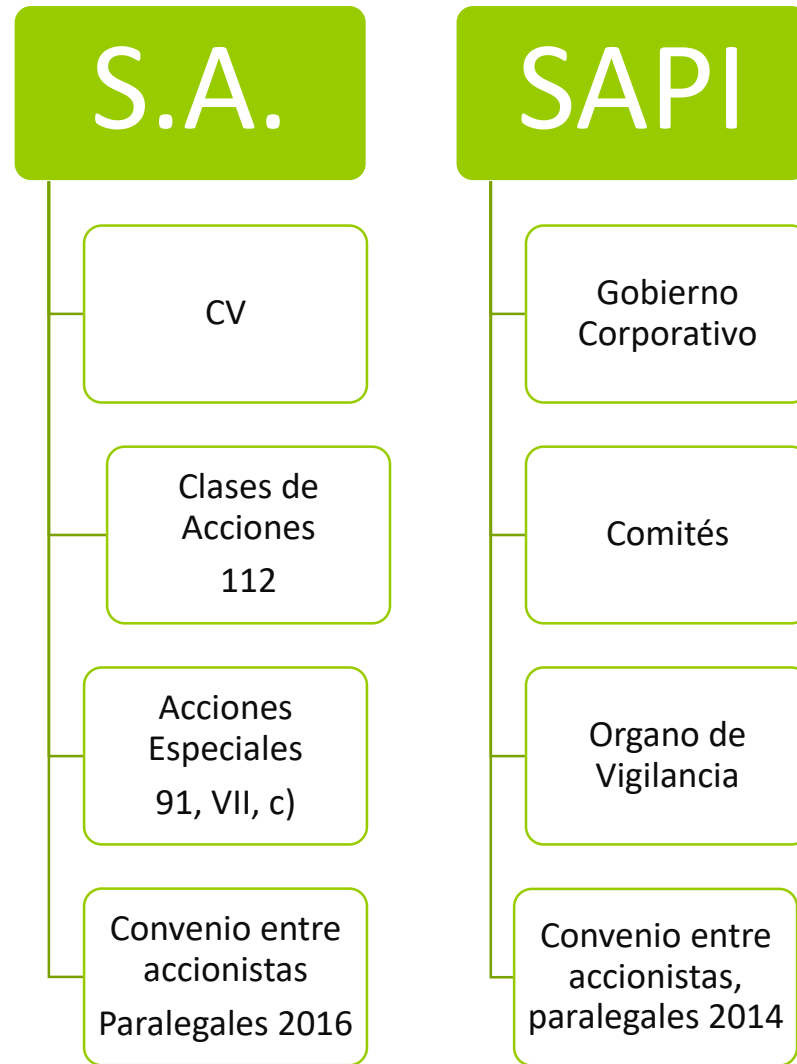 S.A.
CV
Clases de
Acciones
112
Acciones
Especiales
91, VII, c)
Convenio entre
accionistas
Paralegales 2016
SAPI
Gobierno
Corporativo
Comités
Organo de
Vigilancia
Convenio entre
accionistas,
paralegales 2014